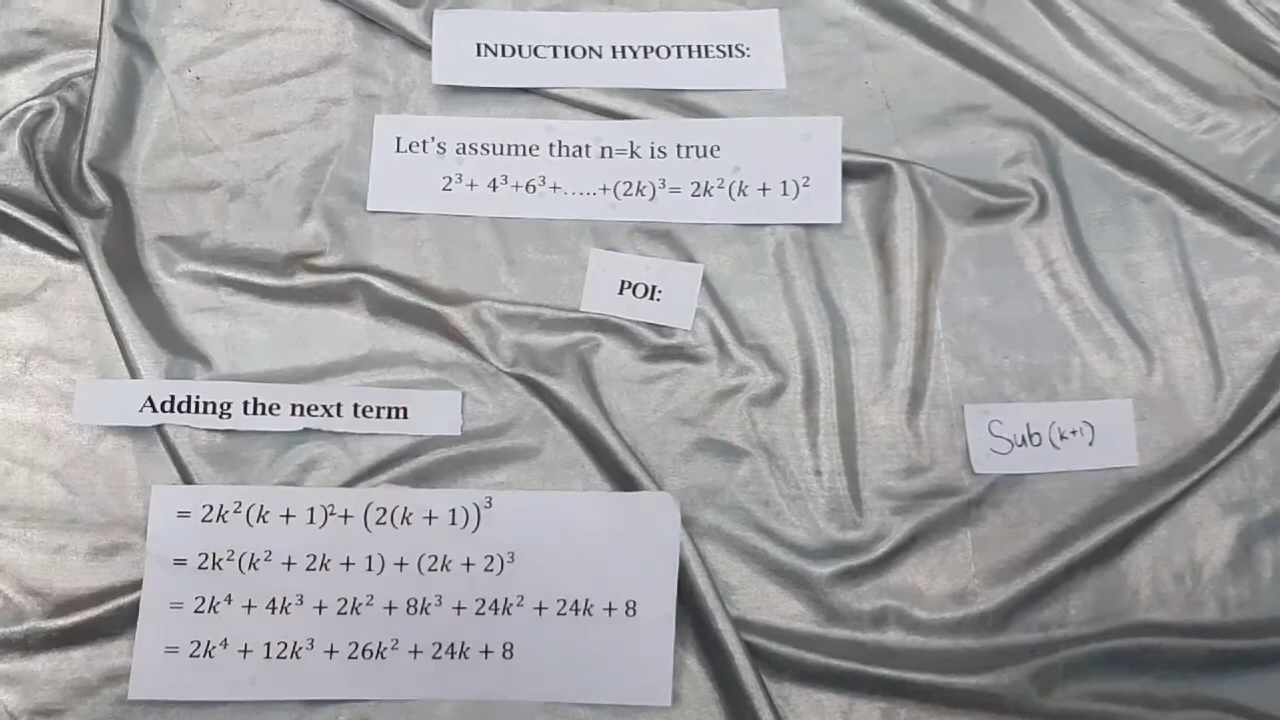 INDUCTION HYPOTHESIS:
Let's assume that n=k is true
2³+ 4³+6³+.....+(2k)³= 2k²(k + 1)²
POI:
Adding the next term
Sub (k+1)
= 2k²(k + 1)²+ (2(k + 1))³
= 2k²(k² + 2k + 1) + (2k + 2)³
= 2k⁴ + 4k³ + 2k² + 8k³ + 24k² + 24k + 8
= 2k⁴ + 12k³ + 26k² + 24k + 8